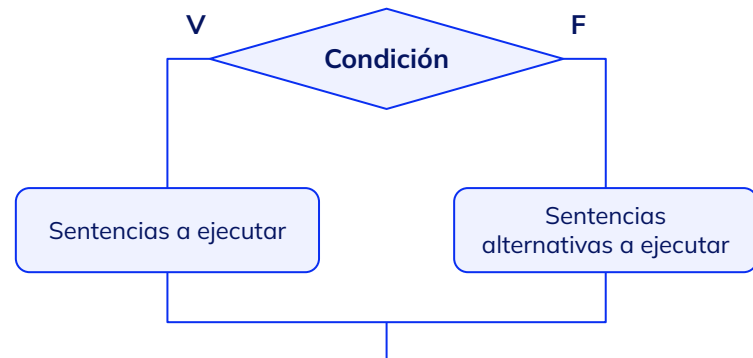 V
F
Condición
Sentencias a ejecutar
Sentencias
alternativas a ejecutar